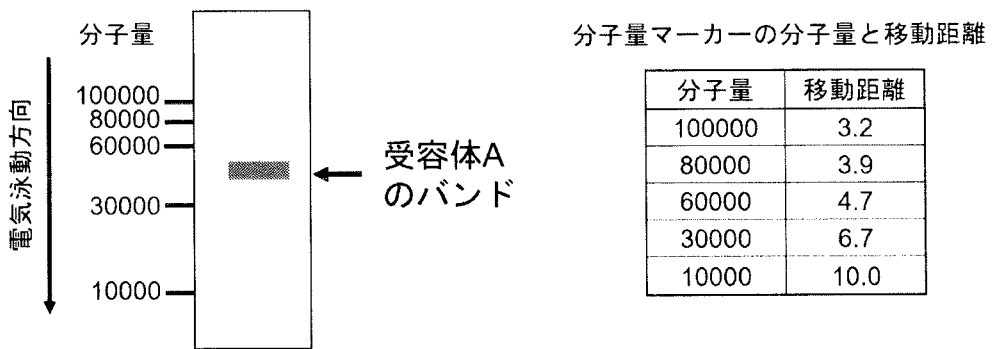 分子量
100000
80000
60000
30000
10000
電気泳動方向
受容体A
のバンド
分子量マーカーの分子量と移動距離
分子量 移動距離
100000 3.2
80000 3.9
60000 4.7
30000 6.7
10000 10.0